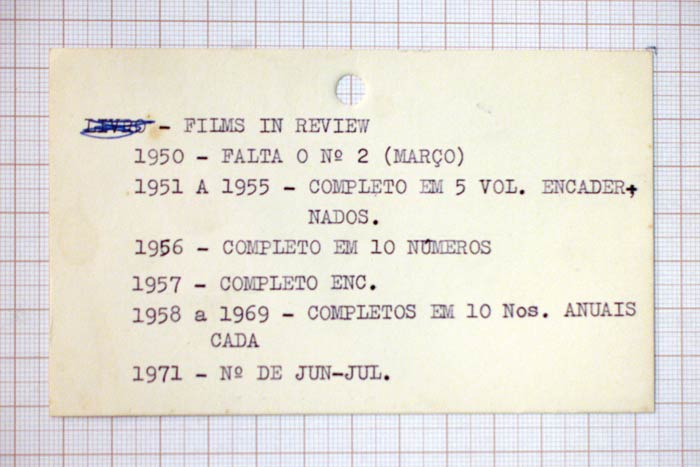 LIVRO - FILMS IN REVIEW
1950 - FALTA O Nº 2 (MARÇO)
1951 A 1955 - COMPLETO EM 5 VOL. ENCADER-
NADOS.
1956 - COMPLETO EM 10 NÚMEROS
1957 - COMPLETO ENC.
1958 a 1969 - COMPLETOS EM 10 Nos. ANUAIS
CADA
1971 - Nº DE JUN-JUL.